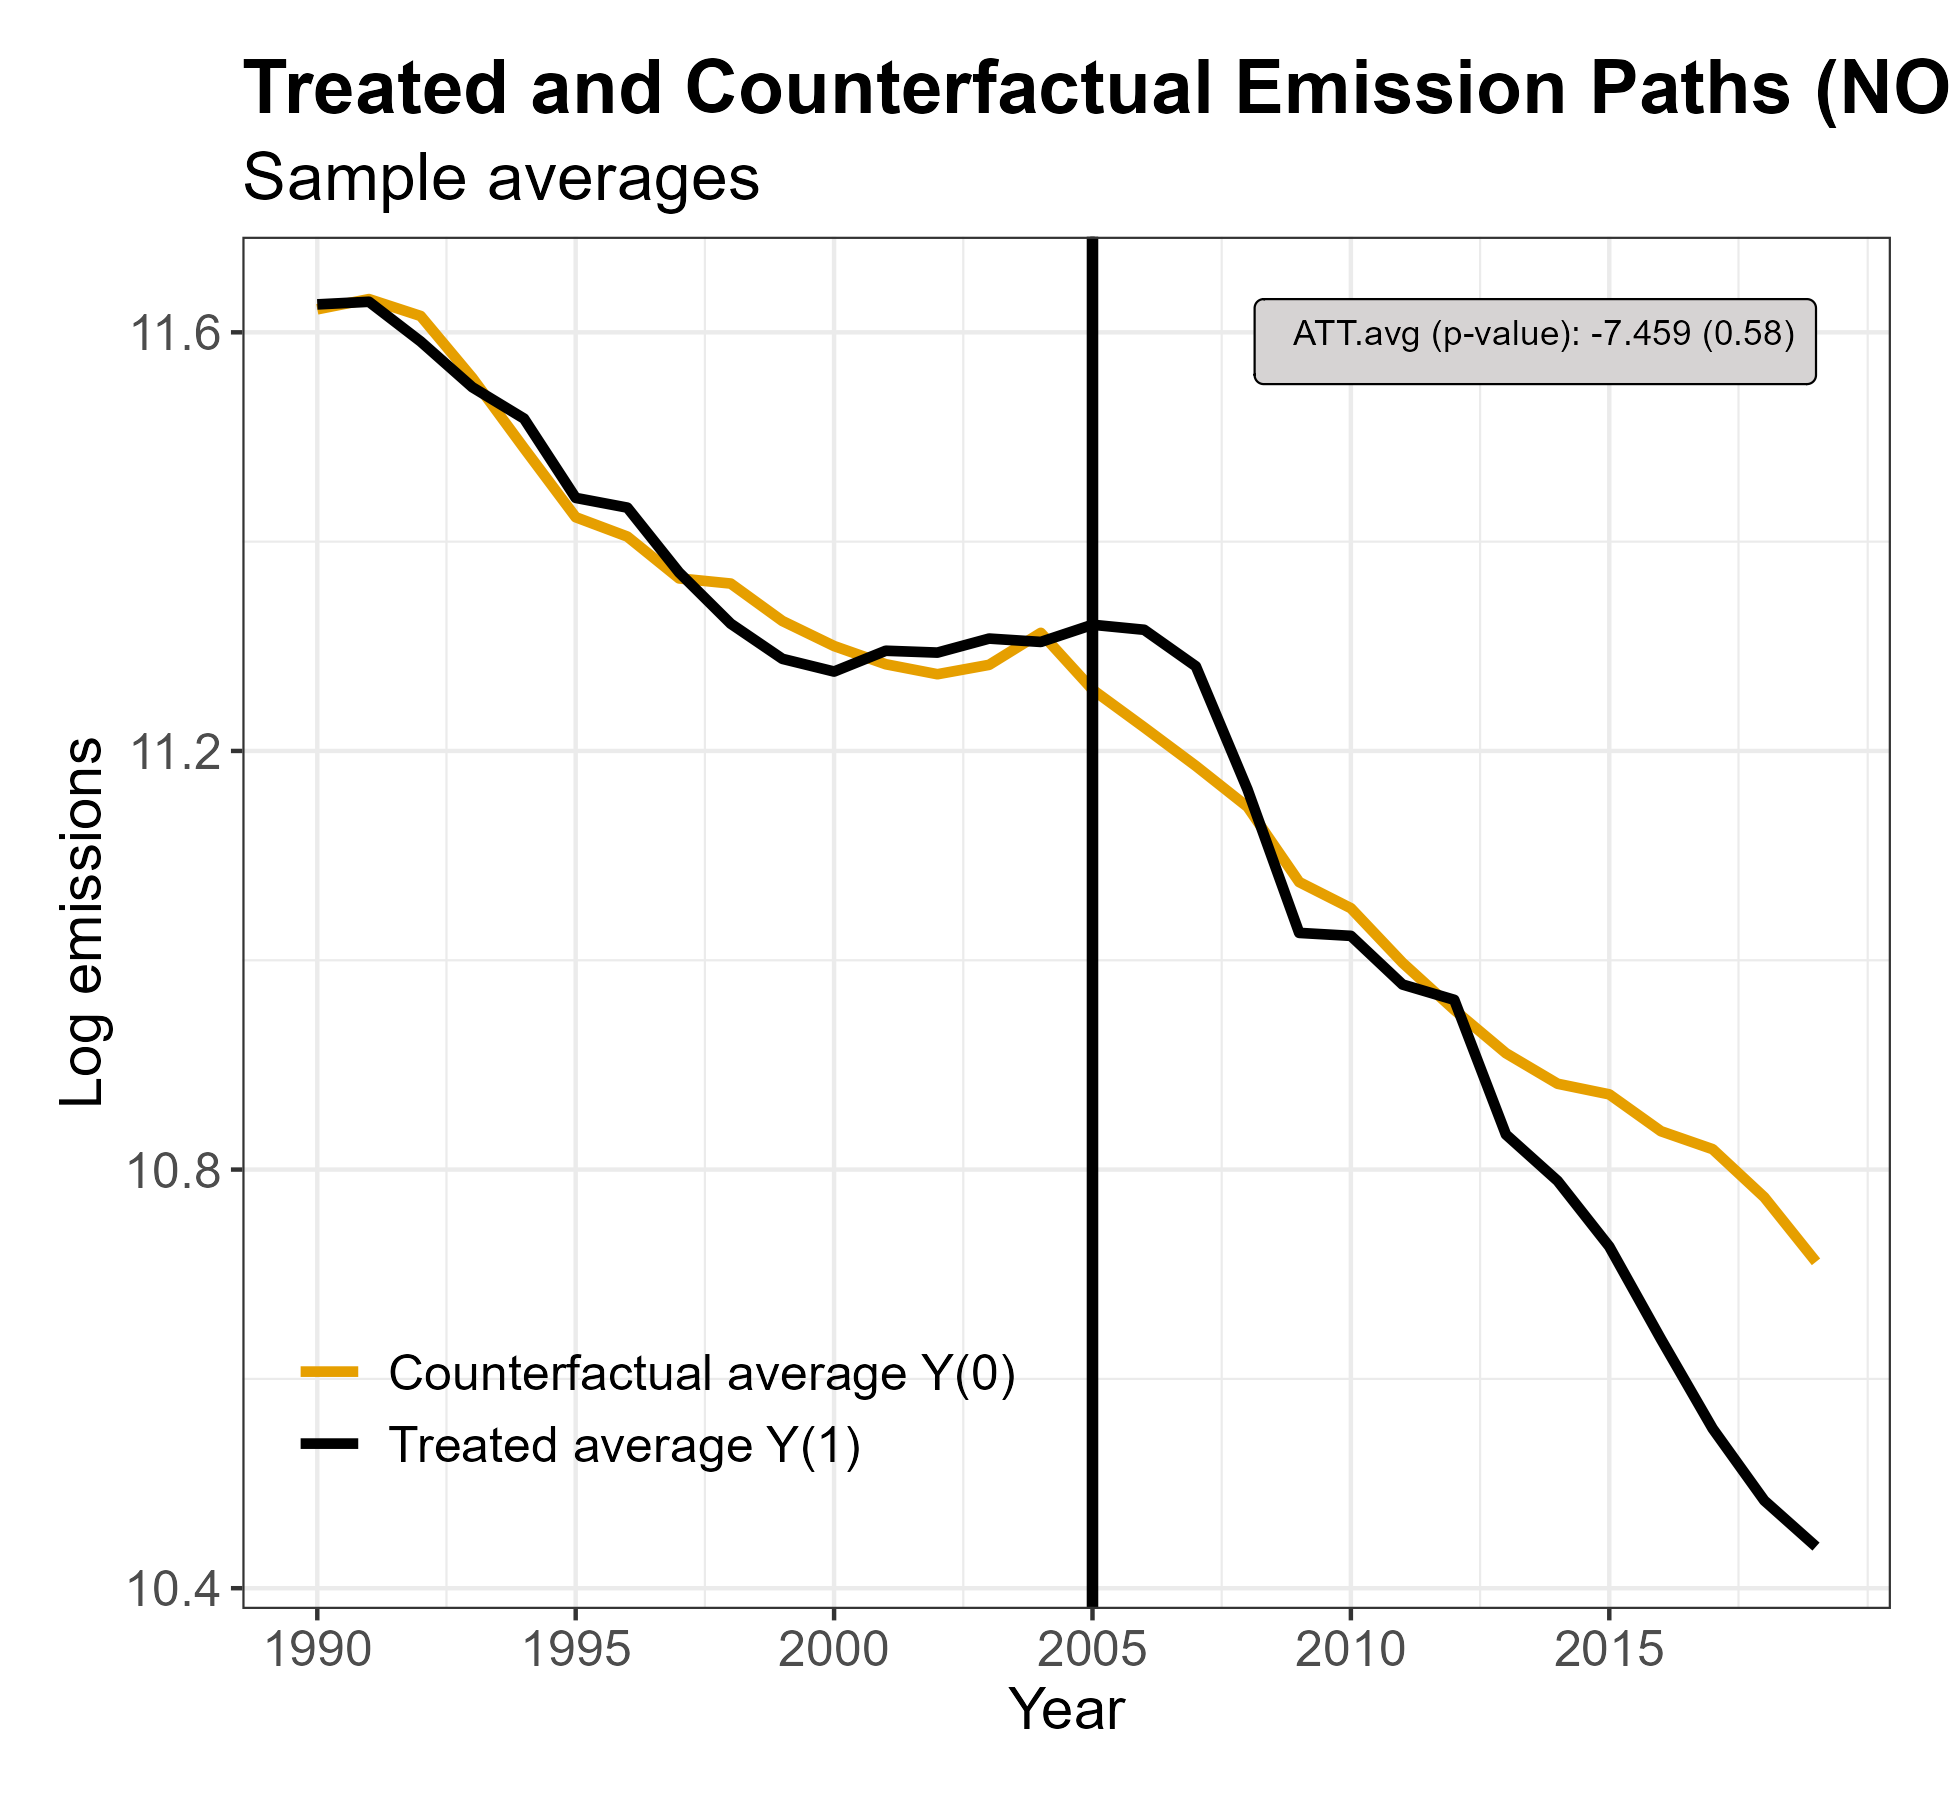 Treated and Counterfactual Emission Paths (NO
Sample averages
ATT.avg (p-value): -7.459 (0.58)
11.6
11.2
10.8
10.4
Log emissions
Counterfactual average Y(0)
Treated average Y(1)
1990 1995 2000 2005 2010 2015
Year